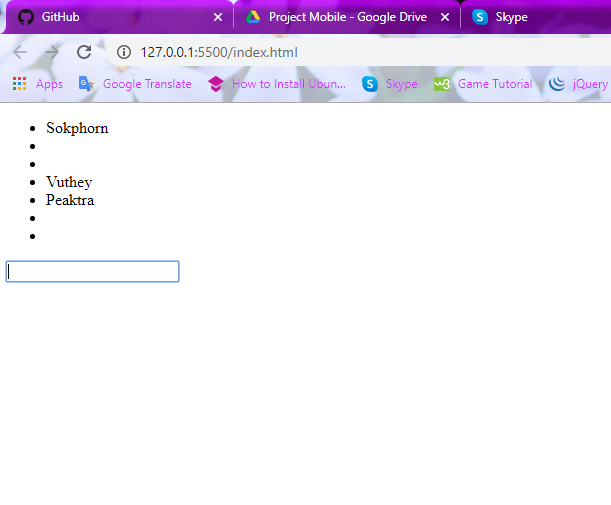 GitHub Project Mobile - Google Drive Skype
127.0.0.1:5500/index.html
Apps Google Translate How to Install Ubun... Skype Game Tutorial jQuery
Sokphorn
Vuthey
Peaktra